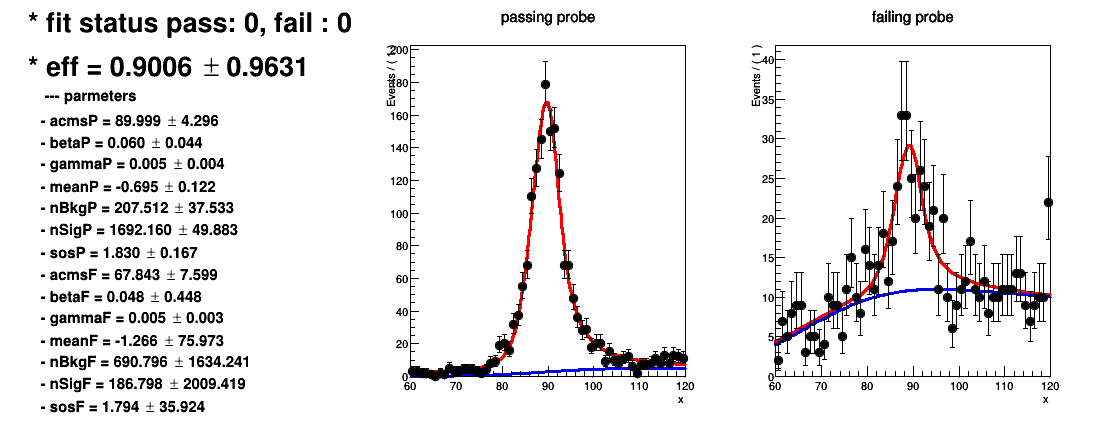 * fit status pass: 0, fail : 0
* eff = 0.9006 ± 0.9631
--- parmeters
- acmsP = 89.999 ± 4.296
- betaP = 0.060 ± 0.044
- gammaP = 0.005 ± 0.004
- meanP = -0.695 ± 0.122
- nBkgP = 207.512 ± 37.533
- nSigP = 1692.160 ± 49.883
- sosP = 1.830 ± 0.167
- acmsF = 67.843 ± 7.599
- betaF = 0.048 ± 0.448
- gammaF = 0.005 ± 0.003
- meanF = -1.266 ± 75.973
- nBkgF = 690.796 ± 1634.241
- nSigF = 186.798 ± 2009.419
- sosF = 1.794 ± 35.924
passing probe
Events / ( 1 )
200
180
160
140
120
100
80
60
40
20
0
60 70 80 90 100 110 120
x
failing probe
Events / ( 1 )
40
35
30
25
20
15
10
5
0
60 70 80 90 100 110 120
x